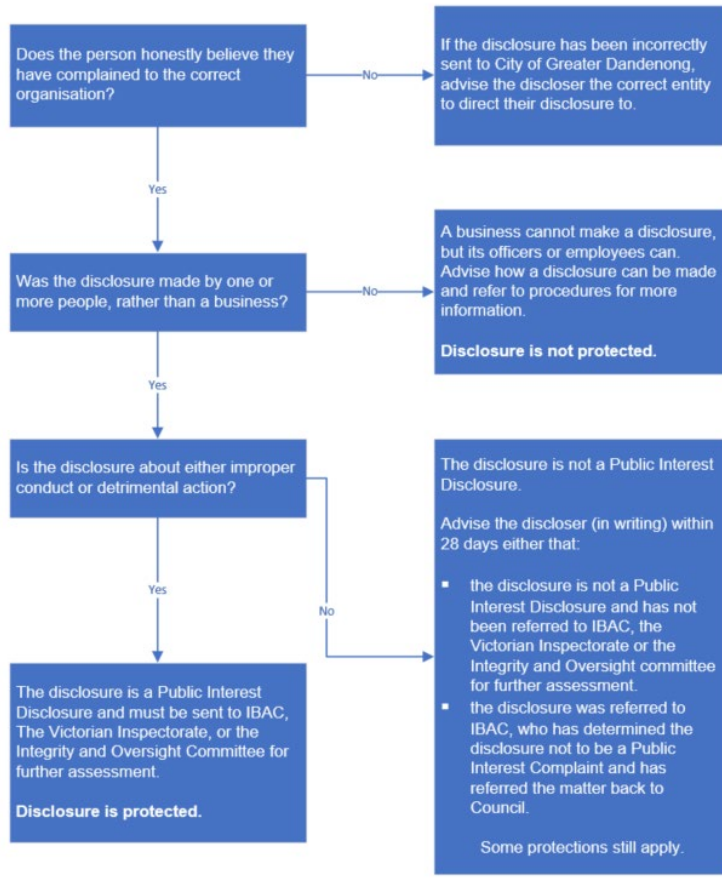 Does the person honestly believe they
have complained to the correct
organisation?
No
If the disclosure has been incorrectly
sent to City of Greater Dandenong,
advise the discloser the correct entity
to direct their disclosure to.
Yes
Was the disclosure made by one or
more people, rather than a business?
No
A business cannot make a disclosure,
but its officers or employees can.
Advise how a disclosure can be made
and refer to procedures for more
information.
Disclosure is not protected.
Yes
Is the disclosure about either improper
conduct or detrimental action?
No
The disclosure is not a Public Interest
Disclosure.
Advise the discloser (in writing) within
28 days either that:
▪ the disclosure is not a Public
Interest Disclosure and has not
been referred to IBAC, the
Victorian Inspectorate or the
Integrity and Oversight committee
for further assessment.
▪ the disclosure was referred to
IBAC, who has determined the
disclosure not to be a Public
Interest Complaint and has
referred the matter back to
Council.
Some protections still apply.
Yes
The disclosure is a Public Interest
Disclosure and must be sent to IBAC,
The Victorian Inspectorate, or the
Integrity and Oversight Committee for
further assessment.
Disclosure is protected.